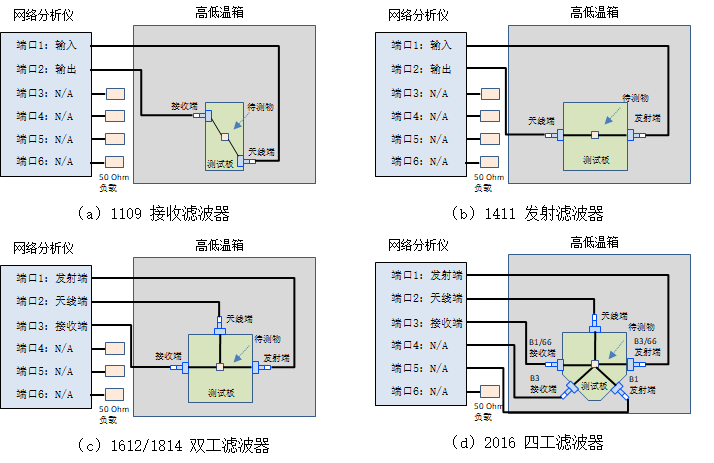 网络分析仪
高低温箱
端口1: 输入
端口2: 输出
端口3: N/A
端口4: N/A
端口5: N/A
端口6: N/A
接收端
待测物
天线端
测试板
50 Ohm
负载
(a) 1109 接收滤波器
网络分析仪
高低温箱
端口1: 输入
端口2: 输出
端口3: N/A
端口4: N/A
端口5: N/A
端口6: N/A
待测物
天线端
发射端
测试板
50 Ohm
负载
(b) 1411 发射滤波器
网络分析仪
高低温箱
端口1: 发射端
端口2: 天线端
端口3: 接收端
端口4: N/A
端口5: N/A
端口6: N/A
天线端
待测物
接收端
发射端
测试板
50 Ohm
负载
(c) 1612/1814 双工滤波器
网络分析仪
高低温箱
端口1: 发射端
端口2: 天线端
端口3: 接收端
端口4: N/A
端口5: N/A
端口6: N/A
天线端
待测物
B1/66
接收端
B3/66
发射端
B3
接收端
B1
发射端
测试板
50 Ohm
负载
(d) 2016 四工滤波器